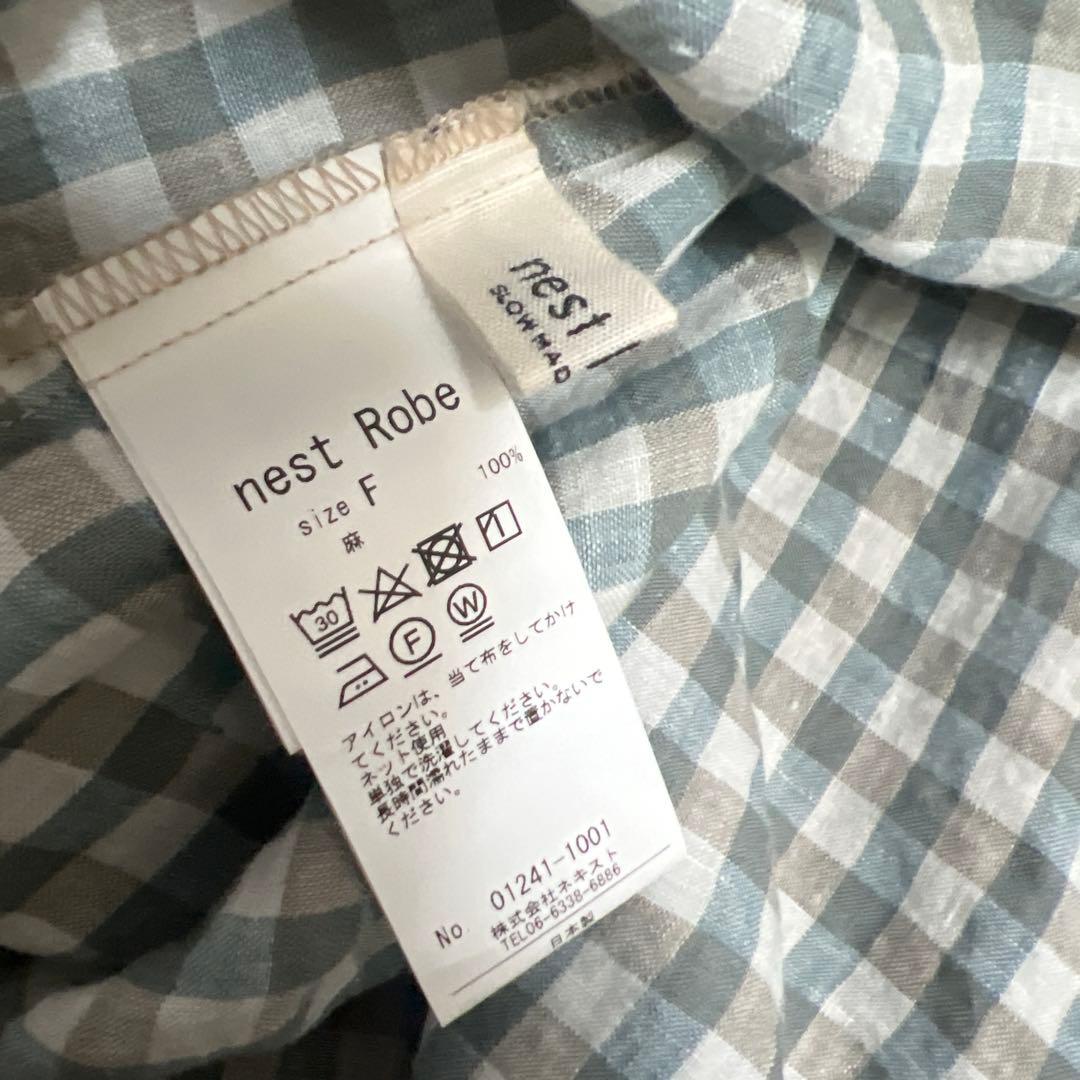 nest Robe
size F
麻 100%
30
F W
アイロンは、当て布をしてかけ
てください。
ネット使用
単独で洗濯してください。
長時間濡れたままで置かないで
ください。
No. 01241-1001
株式会社ネキスト
TEL06-6338-6886
日本製
nest
SLOWMAD